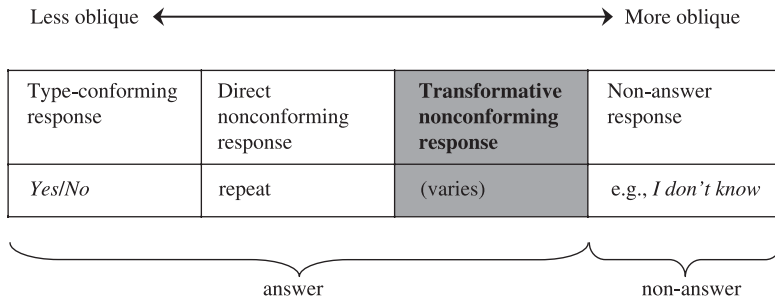 Less oblique More oblique
Type-conforming response
Direct nonconforming response
Transformative nonconforming response
Non-answer response
Yes/No
repeat
(varies)
e.g., I don't know
answer
non-answer